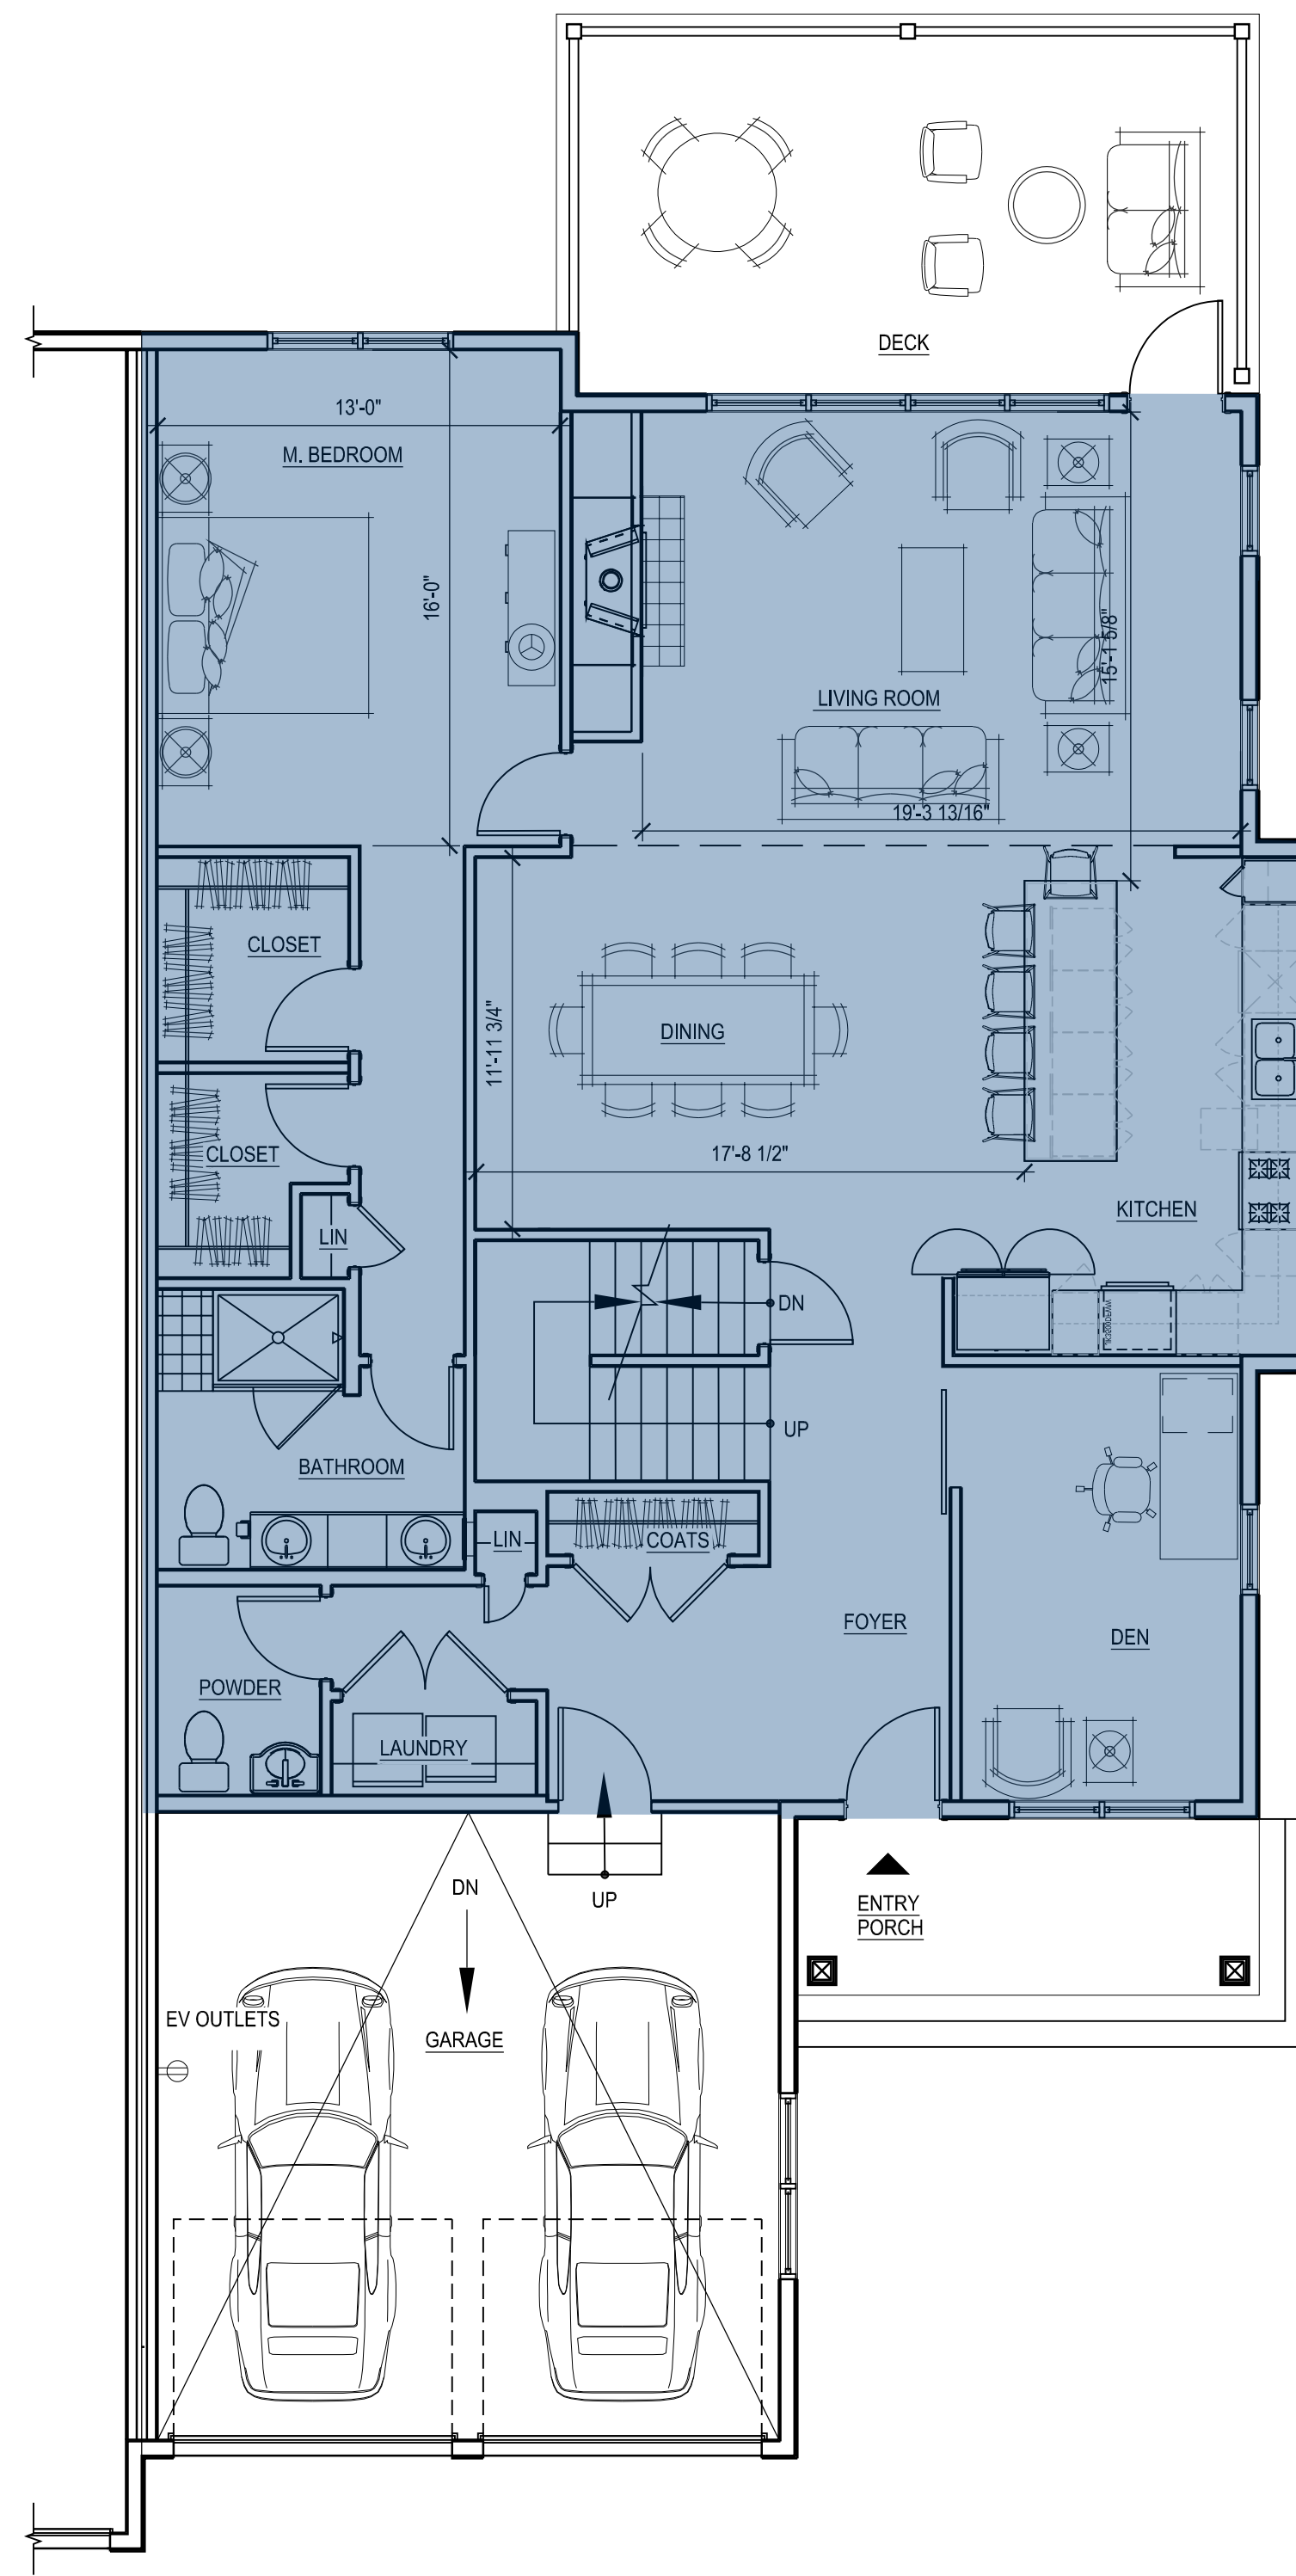 DECK
13'-0"
M. BEDROOM
16'-0"
15'-1 5/8"
LIVING ROOM
19'-3 13/16"
CLOSET
DINING
11'-11 3/4"
CLOSET
17'-8 1/2"
KITCHEN
LIN
DN
UP
BATHROOM
LIN
COATS
FOYER
DEN
POWDER
LAUNDRY
DN
UP
ENTRY
PORCH
EV OUTLETS
GARAGE